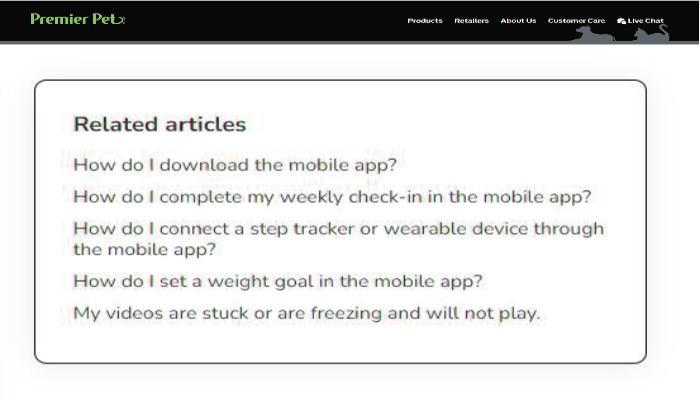 Premier Pet
Products Retailers About Us Customer Care Live Chat
Related articles
How do I download the mobile app?
How do I complete my weekly check-in in the mobile app?
How do I connect a step tracker or wearable device through
the mobile app?
How do I set a weight goal in the mobile app?
My videos are stuck or are freezing and will not play.